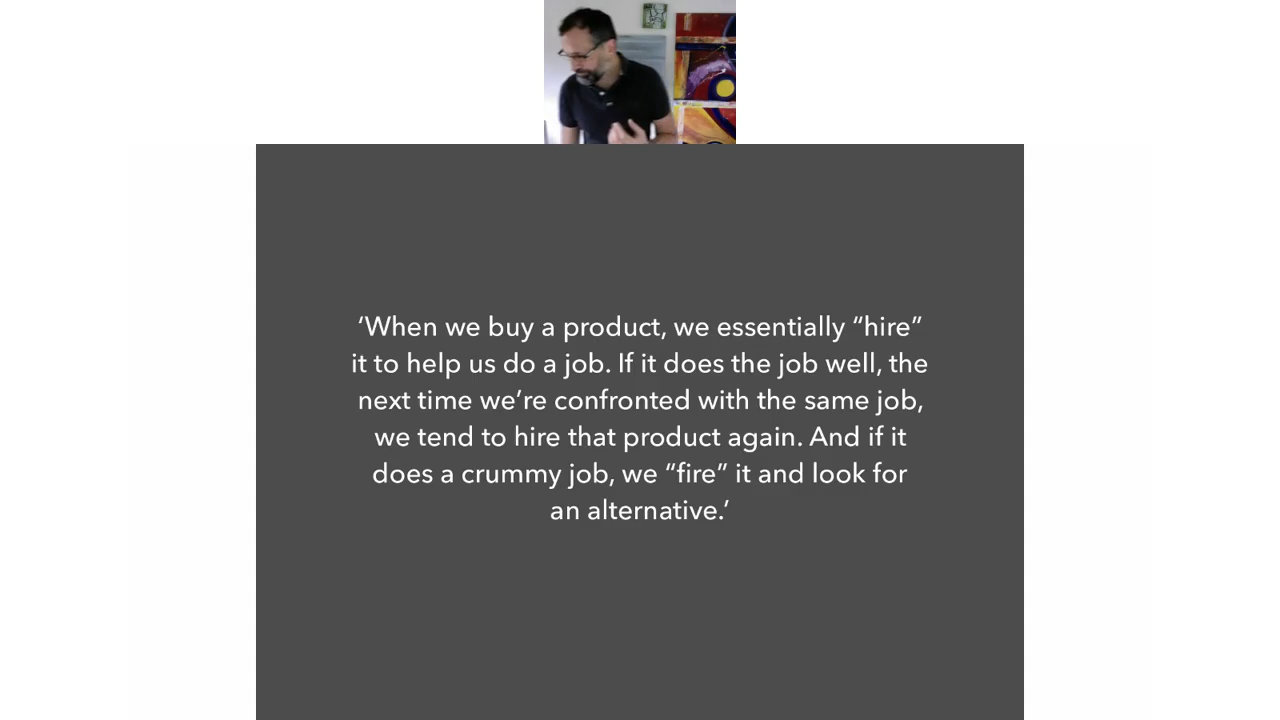 ‘When we buy a product, we essentially “hire”
it to help us do a job. If it does the job well, the
next time we’re confronted with the same job,
we tend to hire that product again. And if it
does a crummy job, we “fire” it and look for
an alternative.’